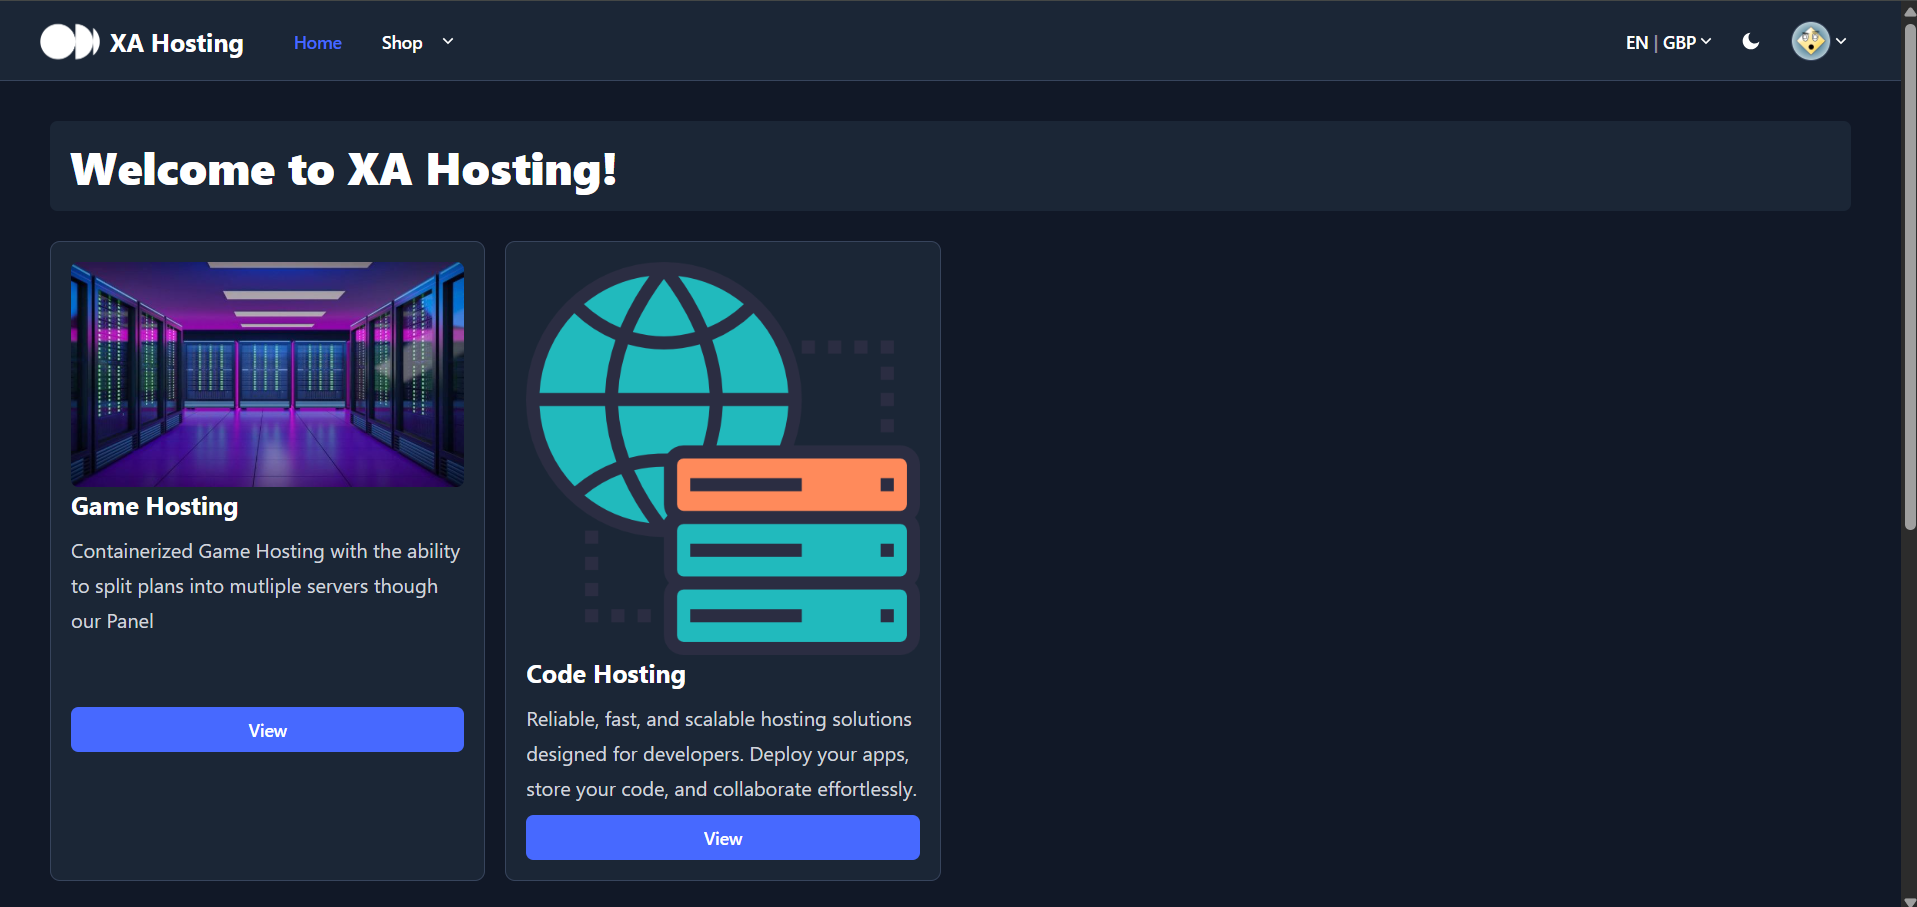 XA Hosting
Home
Shop
EN | GBP
Welcome to XA Hosting!
Game Hosting
Containerized Game Hosting with the ability
to split plans into mutliple servers though
our Panel
View
Code Hosting
Reliable, fast, and scalable hosting solutions
designed for developers. Deploy your apps,
store your code, and collaborate effortlessly.
View